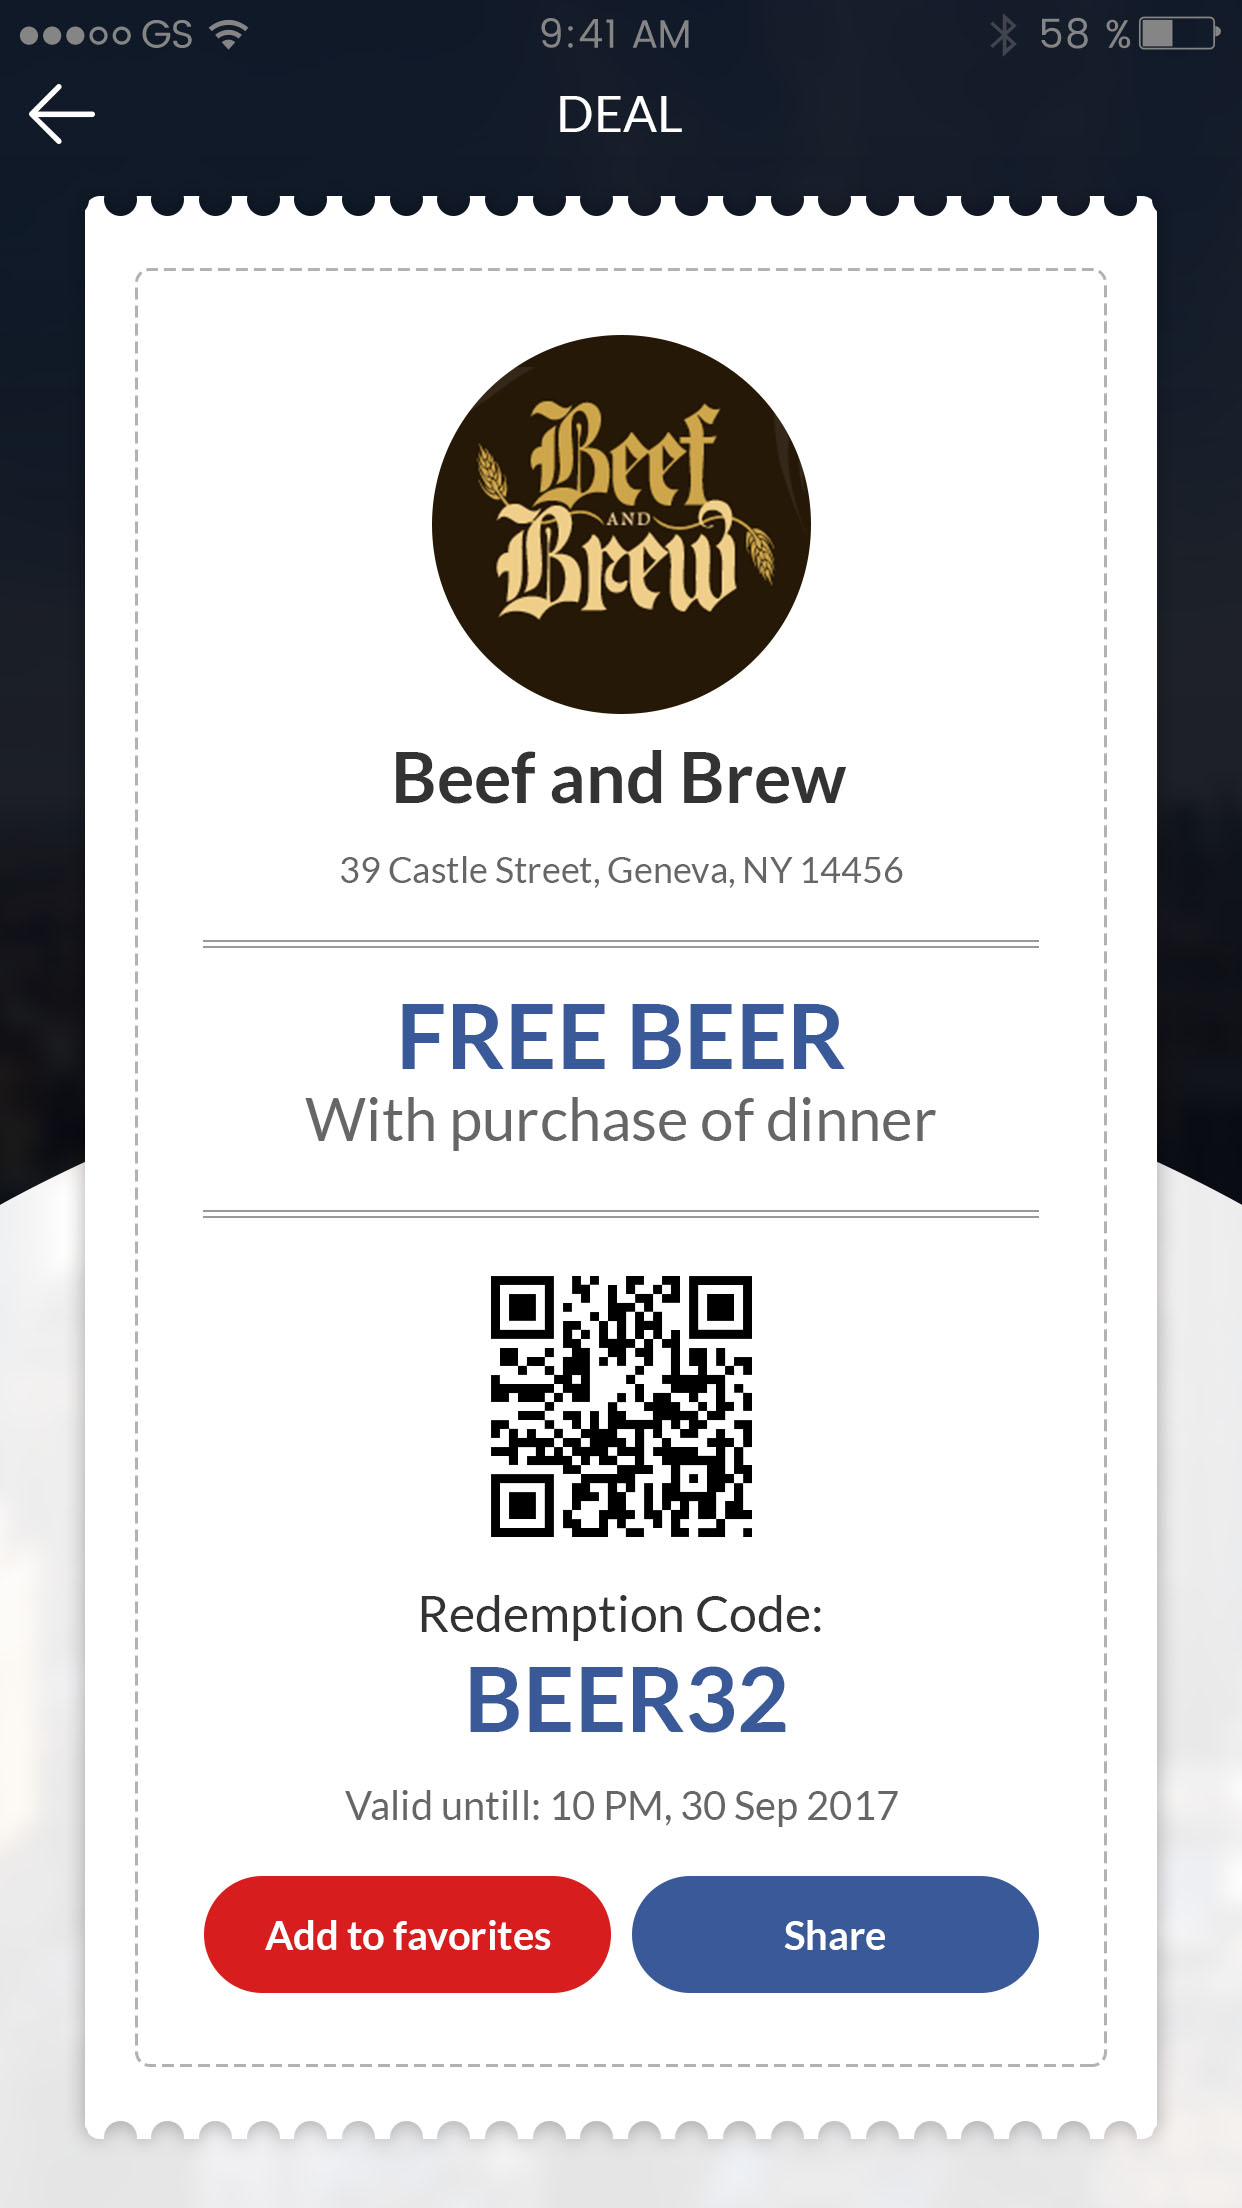 GS 9:41 AM 58 %
DEAL
Beef
AND
Brew
Beef and Brew
39 Castle Street, Geneva, NY 14456
FREE BEER
With purchase of dinner
Redemption Code:
BEER32
Valid untill: 10 PM, 30 Sep 2017
Add to favorites Share